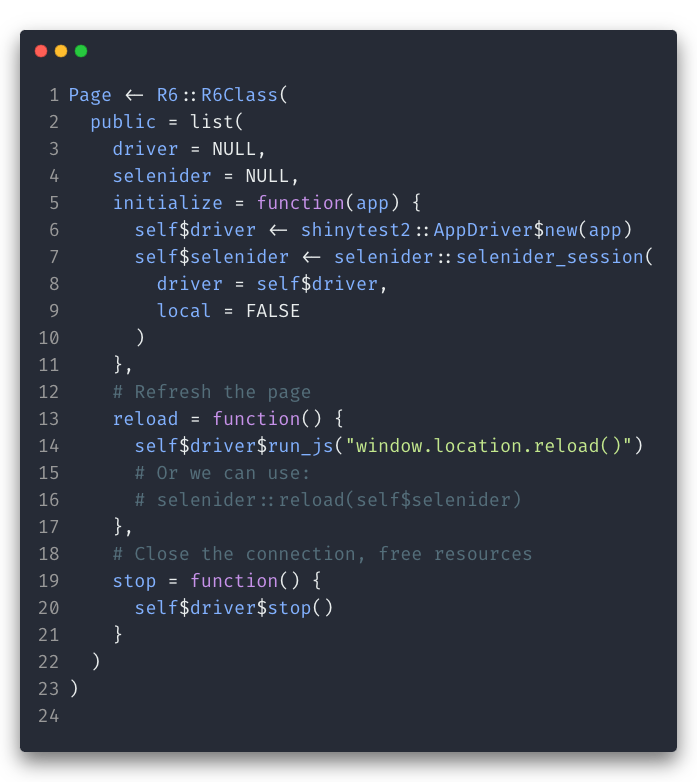 1 Page <- R6::R6Class(
2   public = list(
3     driver = NULL,
4     selenider = NULL,
5     initialize = function(app) {
6       self$driver <- shinytest2::AppDriver$new(app)
7       self$selenider <- selenider::selenider_session(
8         driver = self$driver,
9         local = FALSE
10       )
11     },
12     # Refresh the page
13     reload = function() {
14       self$driver$run_js("window.location.reload()")
15       # Or we can use:
16       # selenider::reload(self$selenider)
17     },
18     # Close the connection, free resources
19     stop = function() {
20       self$driver$stop()
21     }
22   )
23 )
24